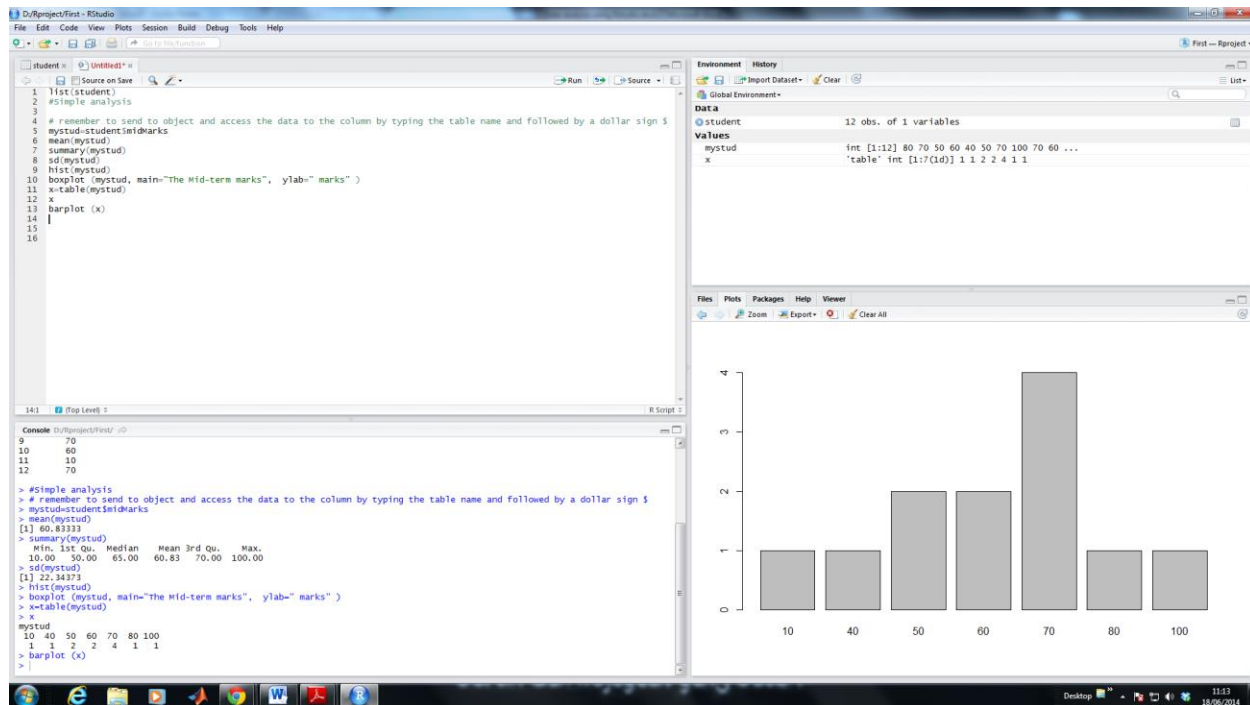 D:/Rproject/First - RStudio
File Edit Code View Plots Session Build Debug Tools Help
Go to file/function
First — Rproject
student
Untitled1*
Source on Save
Run
Source
1 list(student)
2 #Simple analysis
3
4 # remember to send to object and access the data to the column by typing the table name and followed by a dollar sign $
5 mystud=student$midMarks
6 mean(mystud)
7 summary(mystud)
8 sd(mystud)
9 hist(mystud)
10 boxplot (mystud, main="The Mid-term marks", ylab=" marks" )
11 x=table(mystud)
12 x
13 barplot (x)
14
15
16
14:1 (Top Level) R Script
Console D:/Rproject/First/
9 70
10 60
11 10
12 70
> #Simple analysis
> # remember to send to object and access the data to the column by typing the table name and followed by a dollar sign $
> mystud=student$midMarks
> mean(mystud)
[1] 60.83333
> summary(mystud)
Min. 1st Qu. Median Mean 3rd Qu. Max.
10.00 50.00 65.00 60.83 70.00 100.00
> sd(mystud)
[1] 22.34373
> hist(mystud)
> boxplot (mystud, main="The Mid-term marks", ylab=" marks" )
> x=table(mystud)
> x
mystud
10 40 50 60 70 80 100
1 1 2 2 4 1 1
> barplot (x)
>
Environment History
Import Dataset Clear List
Global Environment
Data
student 12 obs. of 1 variables
Values
mystud int [1:12] 80 70 50 60 40 50 70 100 70 60 ...
x 'table' int [1:7(1d)] 1 1 2 2 4 1 1
Files Plots Packages Help Viewer
Zoom Export Clear All
4
3
2
1
0
10 40 50 60 70 80 100
Desktop
11:13
18/06/2014